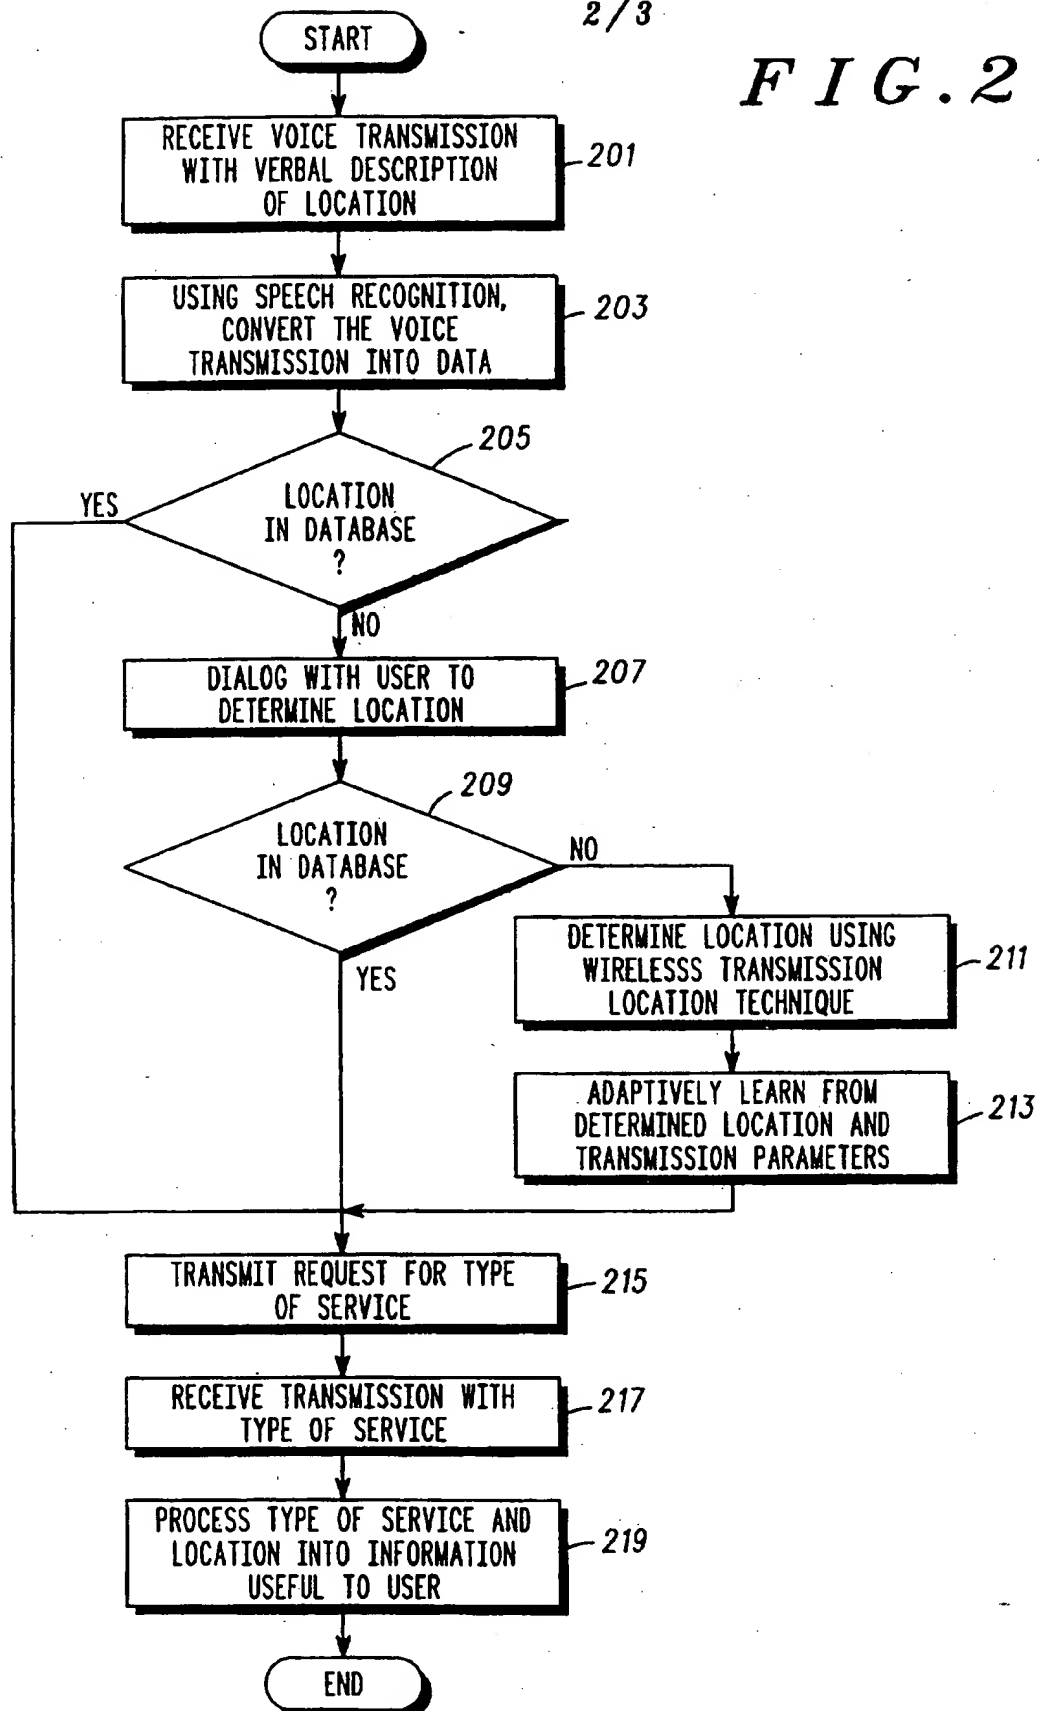 2/3
FIG.2
START
RECEIVE VOICE TRANSMISSION
WITH VERBAL DESCRIPTION
OF LOCATION
201
USING SPEECH RECOGNITION,
CONVERT THE VOICE
TRANSMISSION INTO DATA
203
205
YES
LOCATION
IN DATABASE
?
NO
DIALOG WITH USER TO
DETERMINE LOCATION
207
209
LOCATION
IN DATABASE
?
NO
YES
DETERMINE LOCATION USING
WIRELESSS TRANSMISSION
LOCATION TECHNIQUE
211
ADAPTIVELY LEARN FROM
DETERMINED LOCATION AND
TRANSMISSION PARAMETERS
213
TRANSMIT REQUEST FOR TYPE
OF SERVICE
215
RECEIVE TRANSMISSION WITH
TYPE OF SERVICE
217
PROCESS TYPE OF SERVICE AND
LOCATION INTO INFORMATION
USEFUL TO USER
219
END